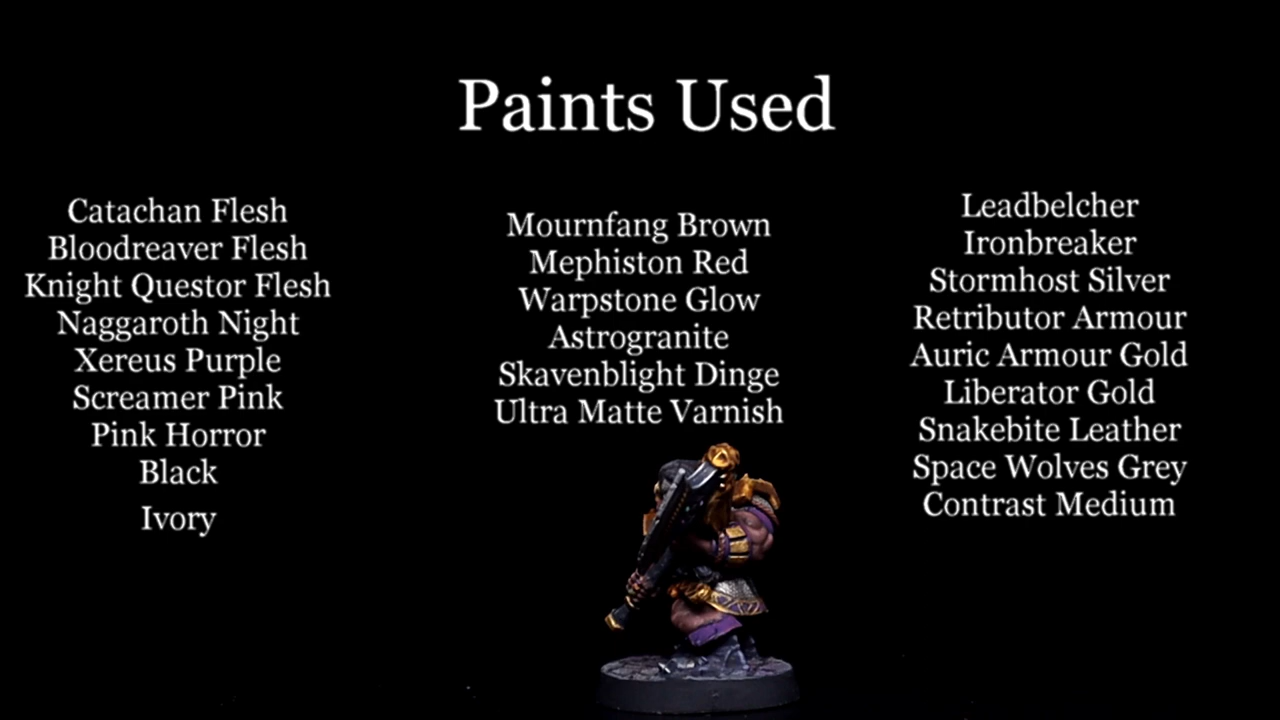 Paints Used
Catachan Flesh
Bloodreaver Flesh
Knight Questor Flesh
Naggaroth Night
Xereus Purple
Screamer Pink
Pink Horror
Black
Ivory
Mournfang Brown
Mephiston Red
Warpstone Glow
Astrogranite
Skavenblight Dinge
Ultra Matte Varnish
Leadbelcher
Ironbreaker
Stormhost Silver
Retributor Armour
Auric Armour Gold
Liberator Gold
Snakebite Leather
Space Wolves Grey
Contrast Medium